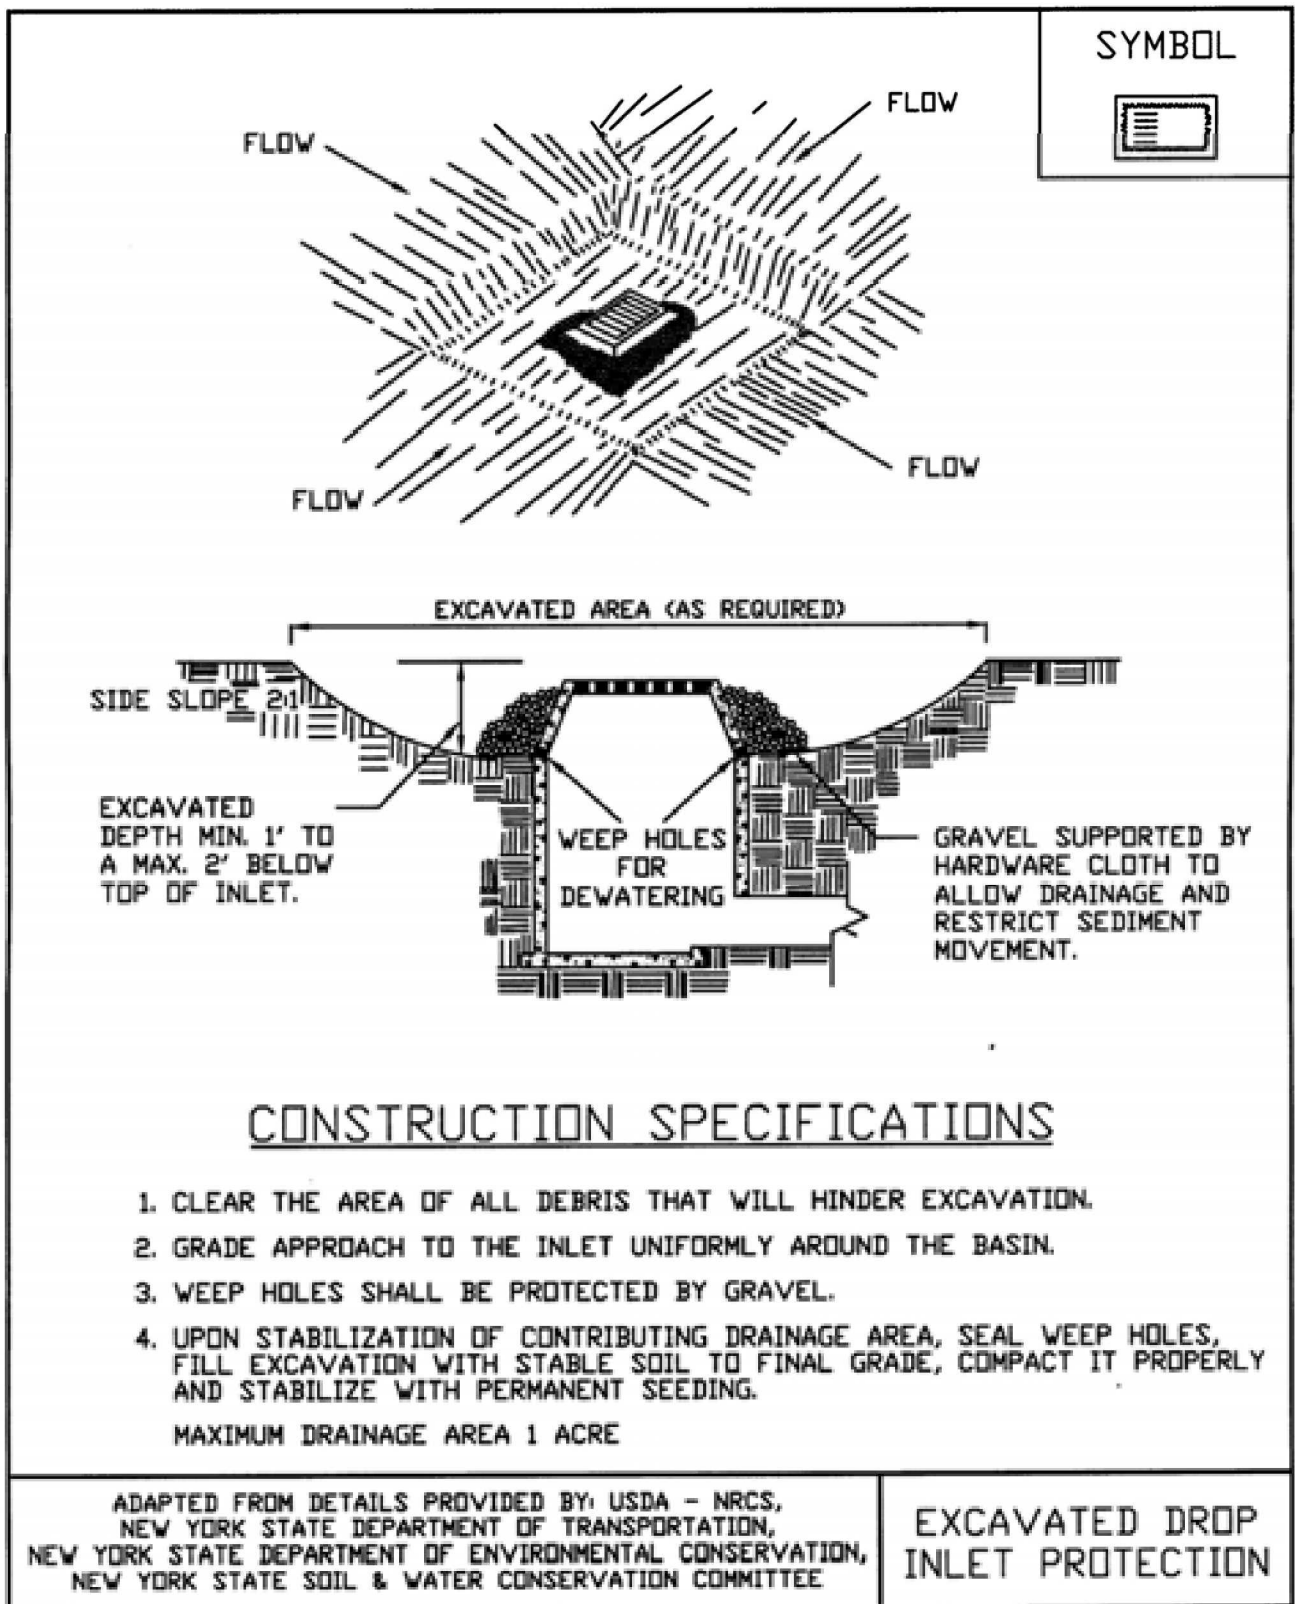 SYMBOL
FLOW
FLOW
FLOW
FLOW
EXCAVATED AREA (AS REQUIRED)
SIDE SLOPE 2:1
EXCAVATED
DEPTH MIN. 1' TO
A MAX. 2' BELOW
TOP OF INLET.
WEEP HOLES
FOR
DEWATERING
GRAVEL SUPPORTED BY
HARDWARE CLOTH TO
ALLOW DRAINAGE AND
RESTRICT SEDIMENT
MOVEMENT.
CONSTRUCTION SPECIFICATIONS
1. CLEAR THE AREA OF ALL DEBRIS THAT WILL HINDER EXCAVATION.
2. GRADE APPROACH TO THE INLET UNIFORMLY AROUND THE BASIN.
3. WEEP HOLES SHALL BE PROTECTED BY GRAVEL.
4. UPON STABILIZATION OF CONTRIBUTING DRAINAGE AREA, SEAL WEEP HOLES,
FILL EXCAVATION WITH STABLE SOIL TO FINAL GRADE, COMPACT IT PROPERLY
AND STABILIZE WITH PERMANENT SEEDING.
MAXIMUM DRAINAGE AREA 1 ACRE
ADAPTED FROM DETAILS PROVIDED BY: USDA - NRCS,
NEW YORK STATE DEPARTMENT OF TRANSPORTATION,
NEW YORK STATE DEPARTMENT OF ENVIRONMENTAL CONSERVATION,
NEW YORK STATE SOIL & WATER CONSERVATION COMMITTEE
EXCAVATED DROP
INLET PROTECTION